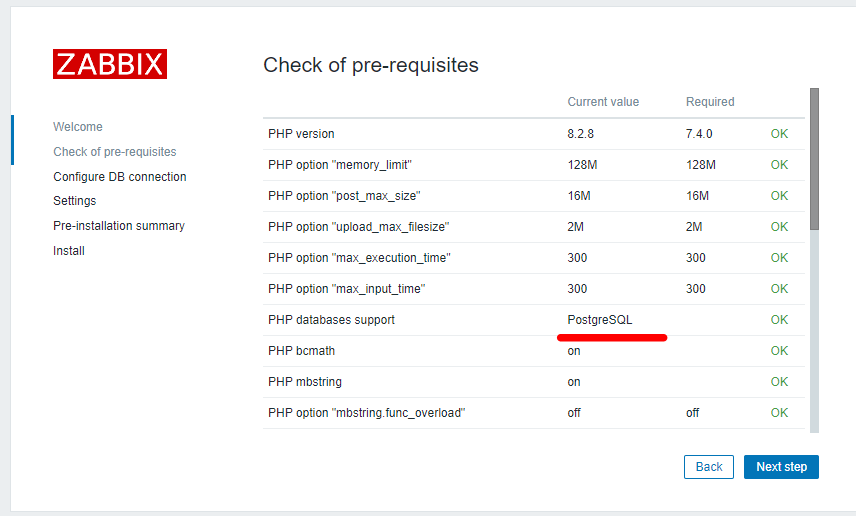 ZABBIX
Welcome
Check of pre-requisites
Configure DB connection
Settings
Pre-installation summary
Install
Check of pre-requisites
Current value Required
PHP version 8.2.8 7.4.0 OK
PHP option "memory_limit" 128M 128M OK
PHP option "post_max_size" 16M 16M OK
PHP option "upload_max_filesize" 2M 2M OK
PHP option "max_execution_time" 300 300 OK
PHP option "max_input_time" 300 300 OK
PHP databases support PostgreSQL OK
PHP bcmath on OK
PHP mbstring on OK
PHP option "mbstring.func_overload" off off OK
Back Next step